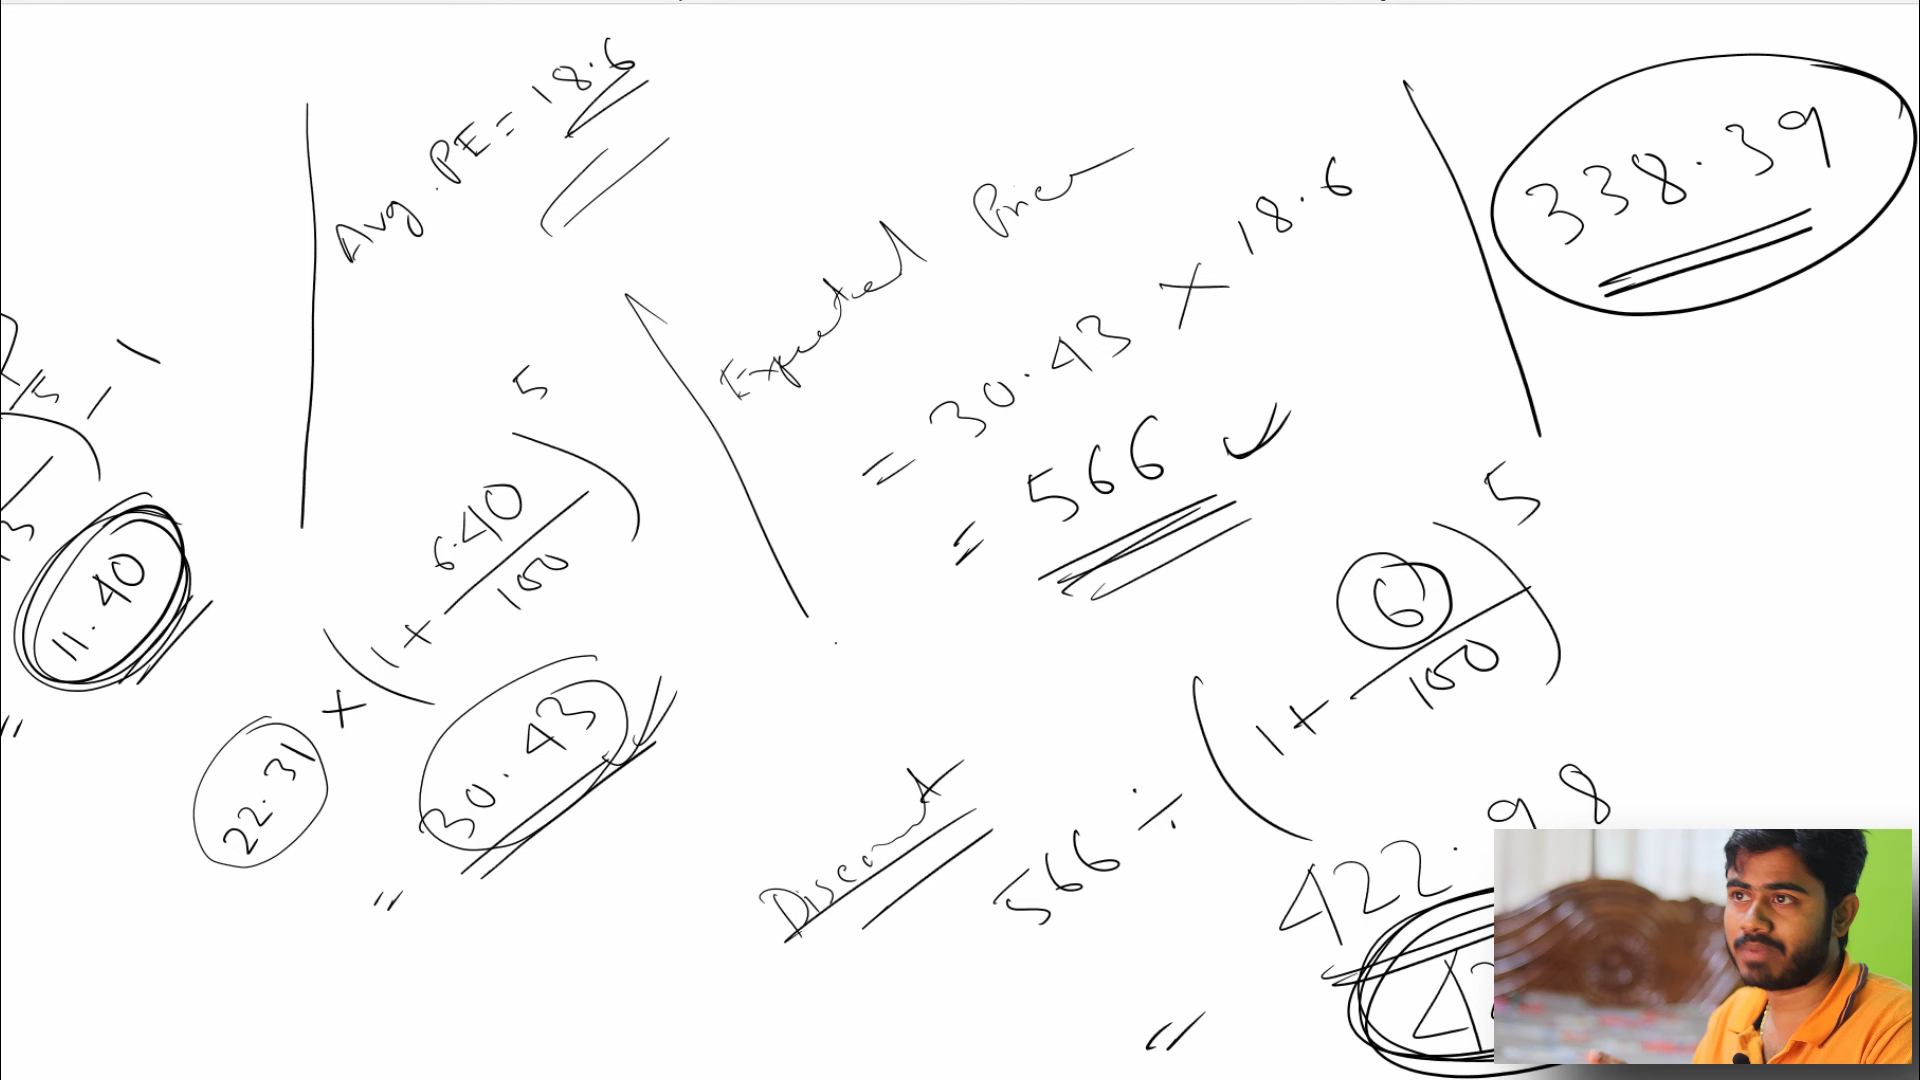 Avg. PE = 18.6
11.40
22.31 × (1 + 6.40/100) 5
30.43
Expected Price
= 30.43 × 18.6
= 566
338.39
Discount
566 ÷ (1 + 6/100) 5
422.98